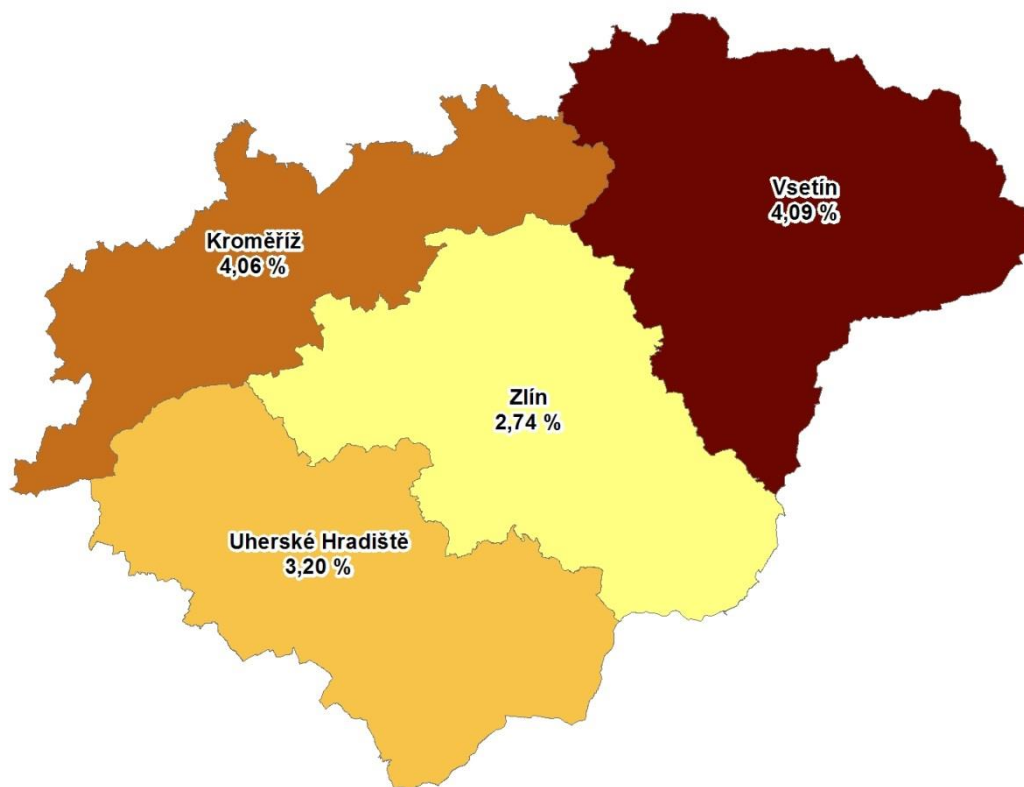 Vsetín
4,09 %
Kroměříž
4,06 %
Zlín
2,74 %
Uherské Hradiště
3,20 %